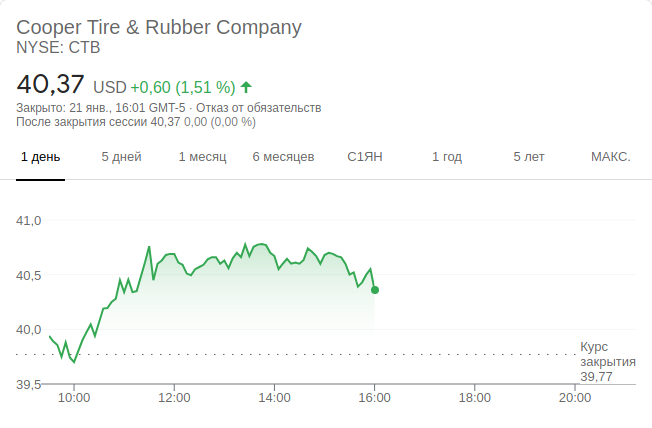 Cooper Tire & Rubber Company
NYSE: CTB
40,37 USD +0,60 (1,51 %)
Закрыто: 21 янв., 16:01 GMT-5 · Отказ от обязательств
После закрытия сессии 40,37 0,00 (0,00 %)
1 день 5 дней 1 месяц 6 месяцев С1ЯН 1 год 5 лет МАКС.
41,0
40,5
40,0
Курс
закрытия
39,77
39,5
10:00 12:00 14:00 16:00 18:00 20:00